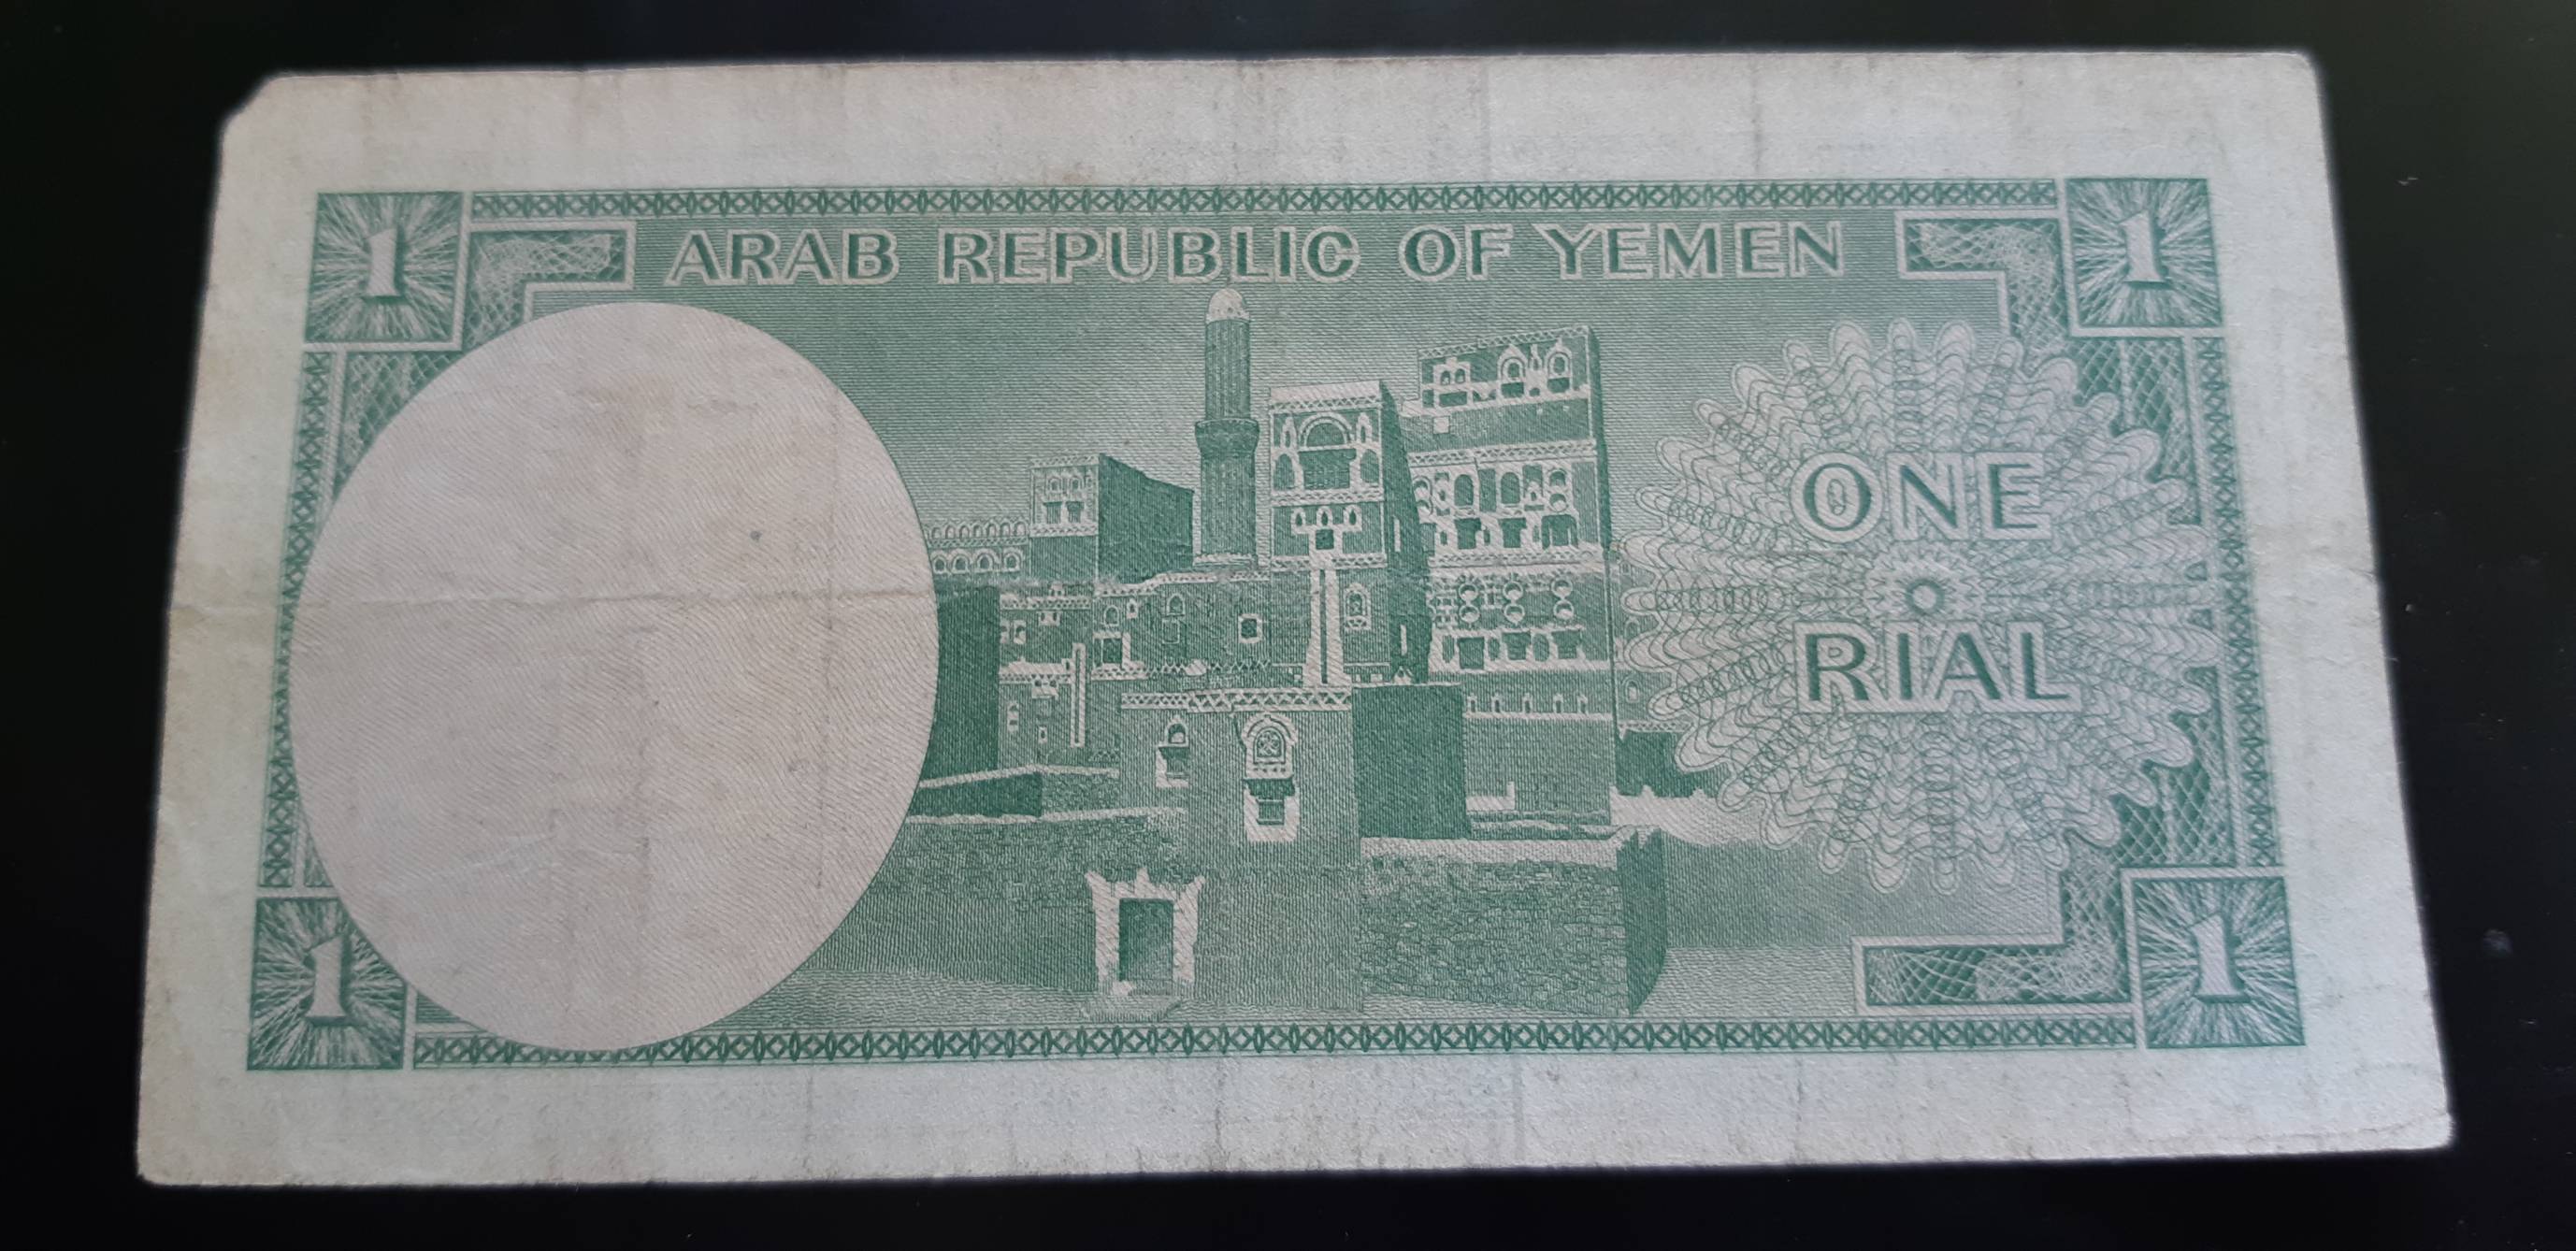 1 ARAB REPUBLIC OF YEMEN 1
ONE
RIAL
1 1